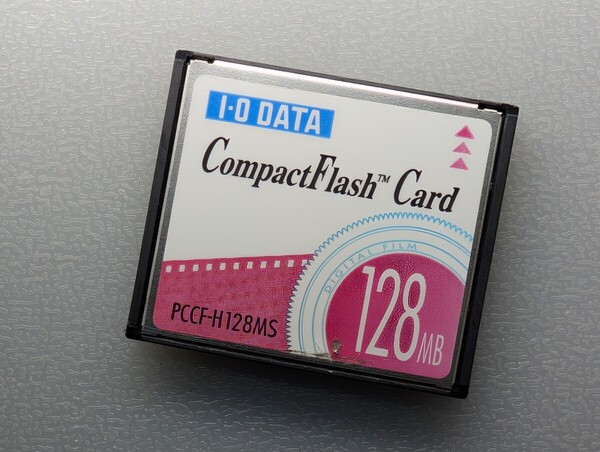 I·O DATA
CompactFlash™ Card
DIGITAL FILM
PCCF-H128MS
128MB